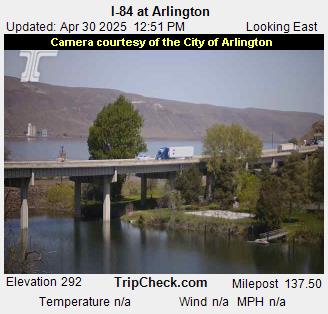 I-84 at Arlington
Updated: Apr 30 2025 12:51 PM Looking East
Camera courtesy of the City of Arlington
Elevation 292 TripCheck.com Milepost 137.50
Temperature n/a Wind n/a MPH n/a